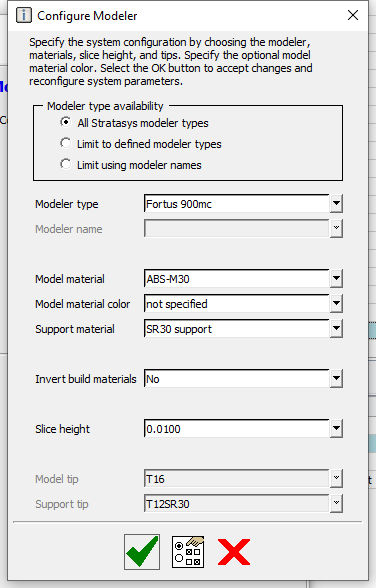 Configure Modeler
Specify the system configuration by choosing the modeler,
materials, slice height, and tips. Specify the optional model
material color. Select the OK button to accept changes and
reconfigure system parameters.
Modeler type availability
All Stratasys modeler types
Limit to defined modeler types
Limit using modeler names
Modeler type Fortus 900mc
Modeler name
Model material ABS-M30
Model material color not specified
Support material SR30 support
Invert build materials No
Slice height 0.0100
Model tip T16
Support tip T12SR30